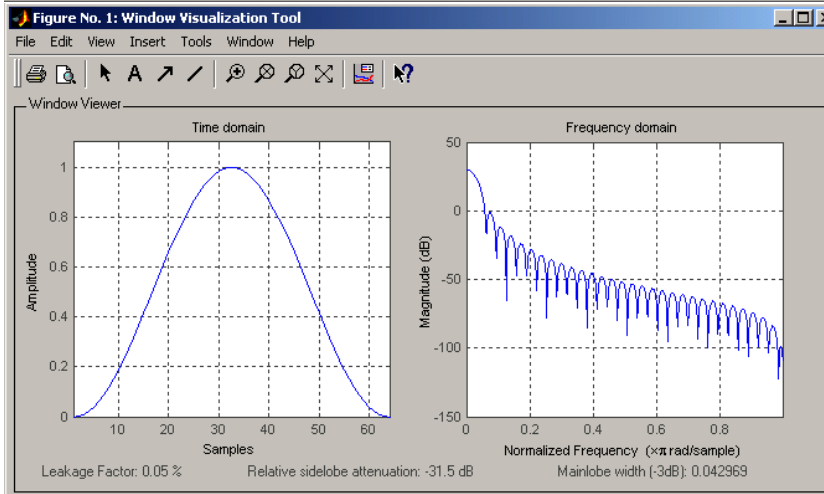 Figure No. 1: Window Visualization Tool
File Edit View Insert Tools Window Help
A
Window Viewer
Time domain
Amplitude
1
0.8
0.6
0.4
0.2
0
10 20 30 40 50 60
Samples
Frequency domain
Magnitude (dB)
50
0
-50
-100
-150
0 0.2 0.4 0.6 0.8
Normalized Frequency (×π rad/sample)
Leakage Factor: 0.05 % Relative sidelobe attenuation: -31.5 dB Mainlobe width (-3dB): 0.042969